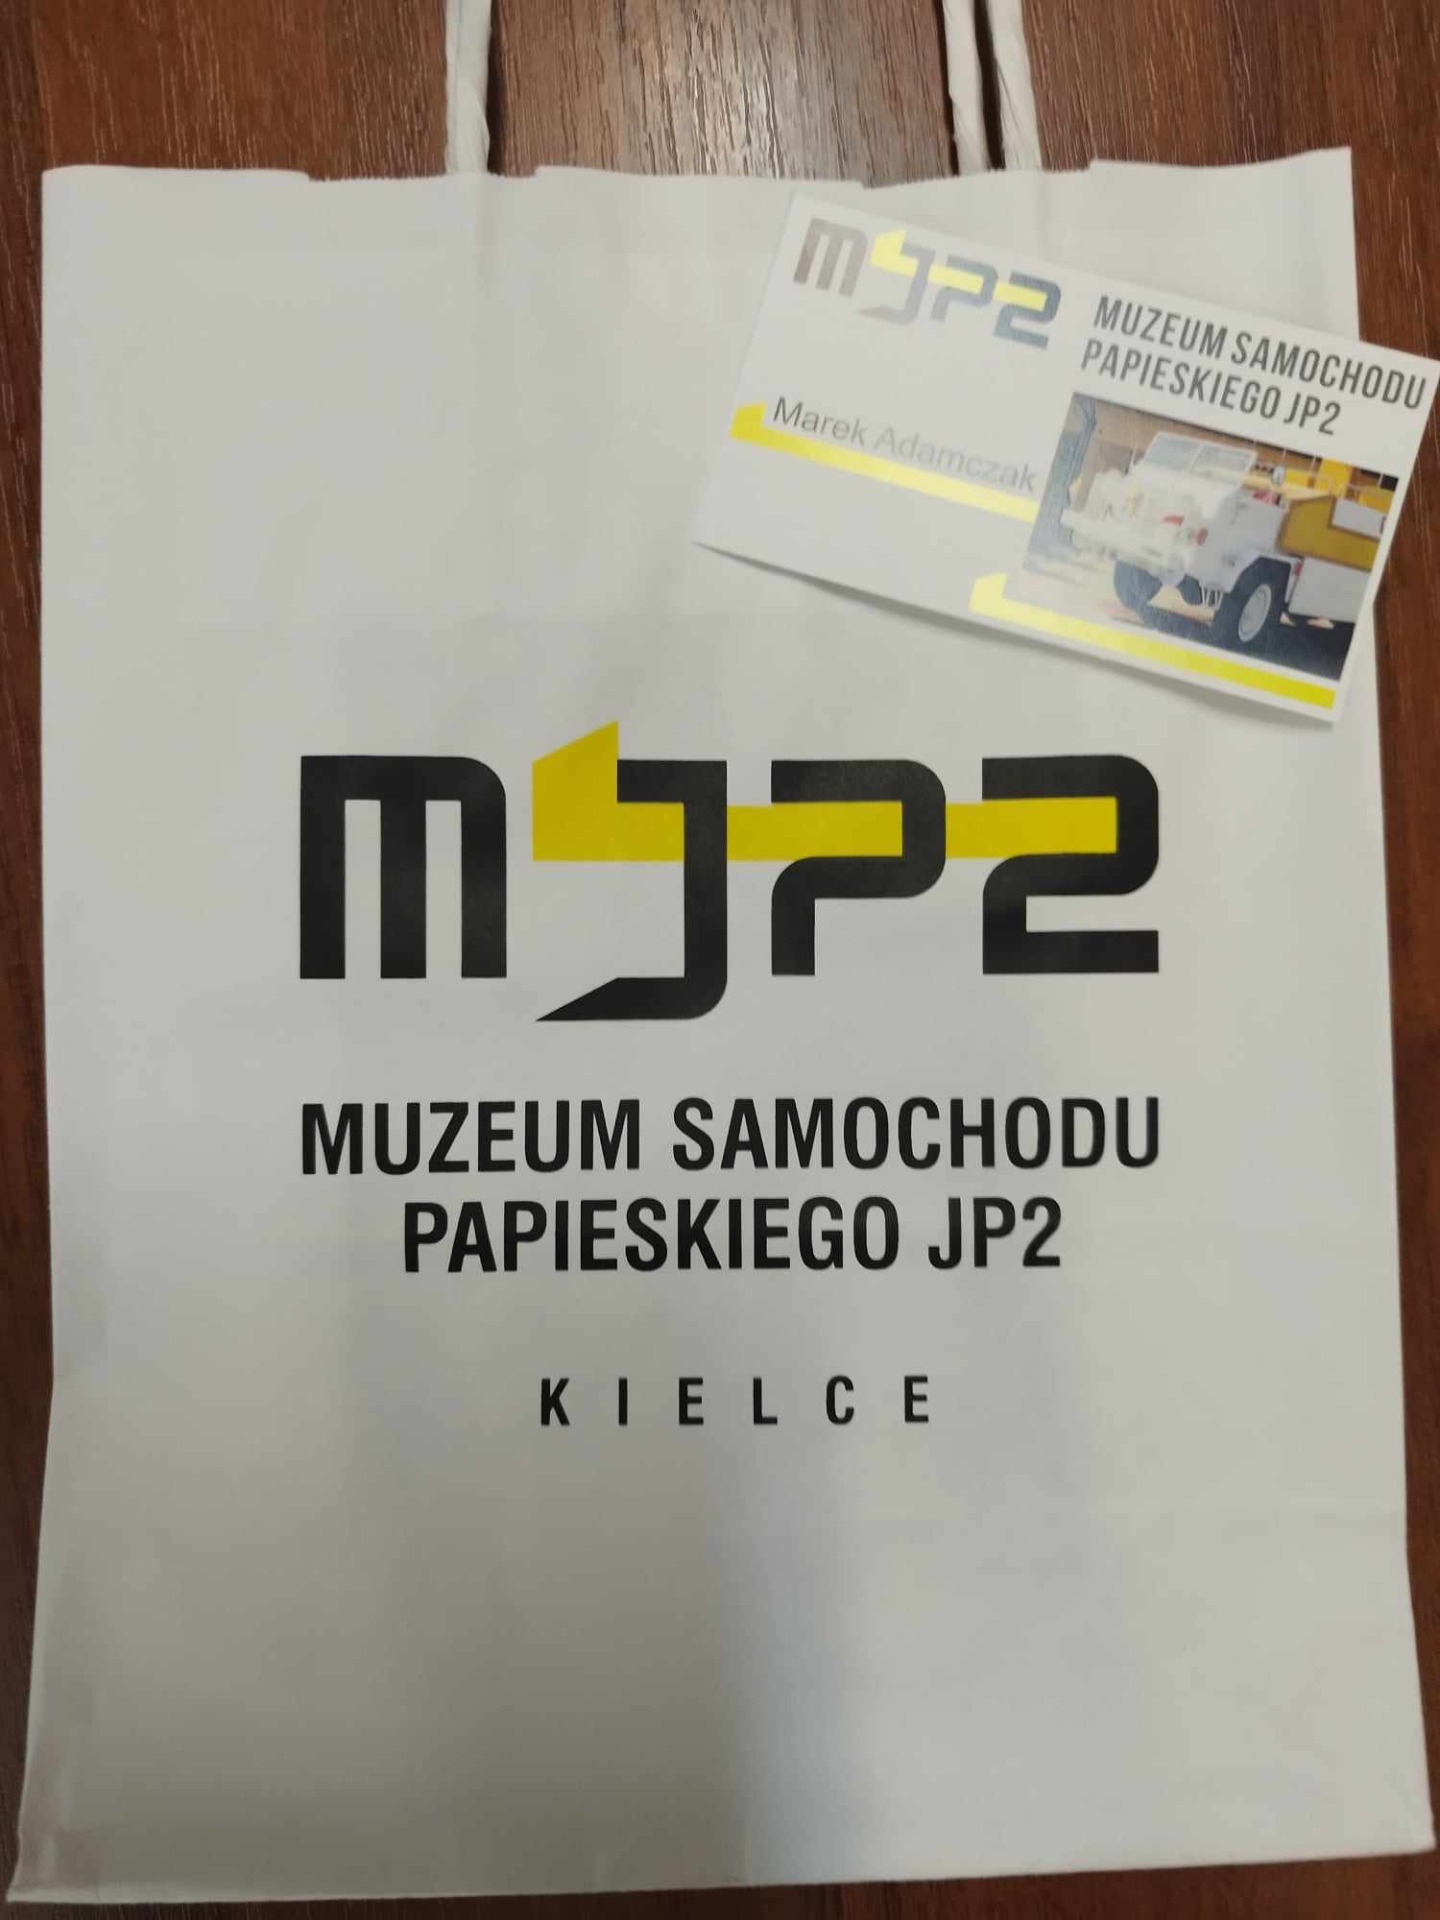 MJP2
MUZEUM SAMOCHODU
PAPIESKIEGO JP2
Marek Adamczak
MJP2
MUZEUM SAMOCHODU
PAPIESKIEGO JP2
KIELCE